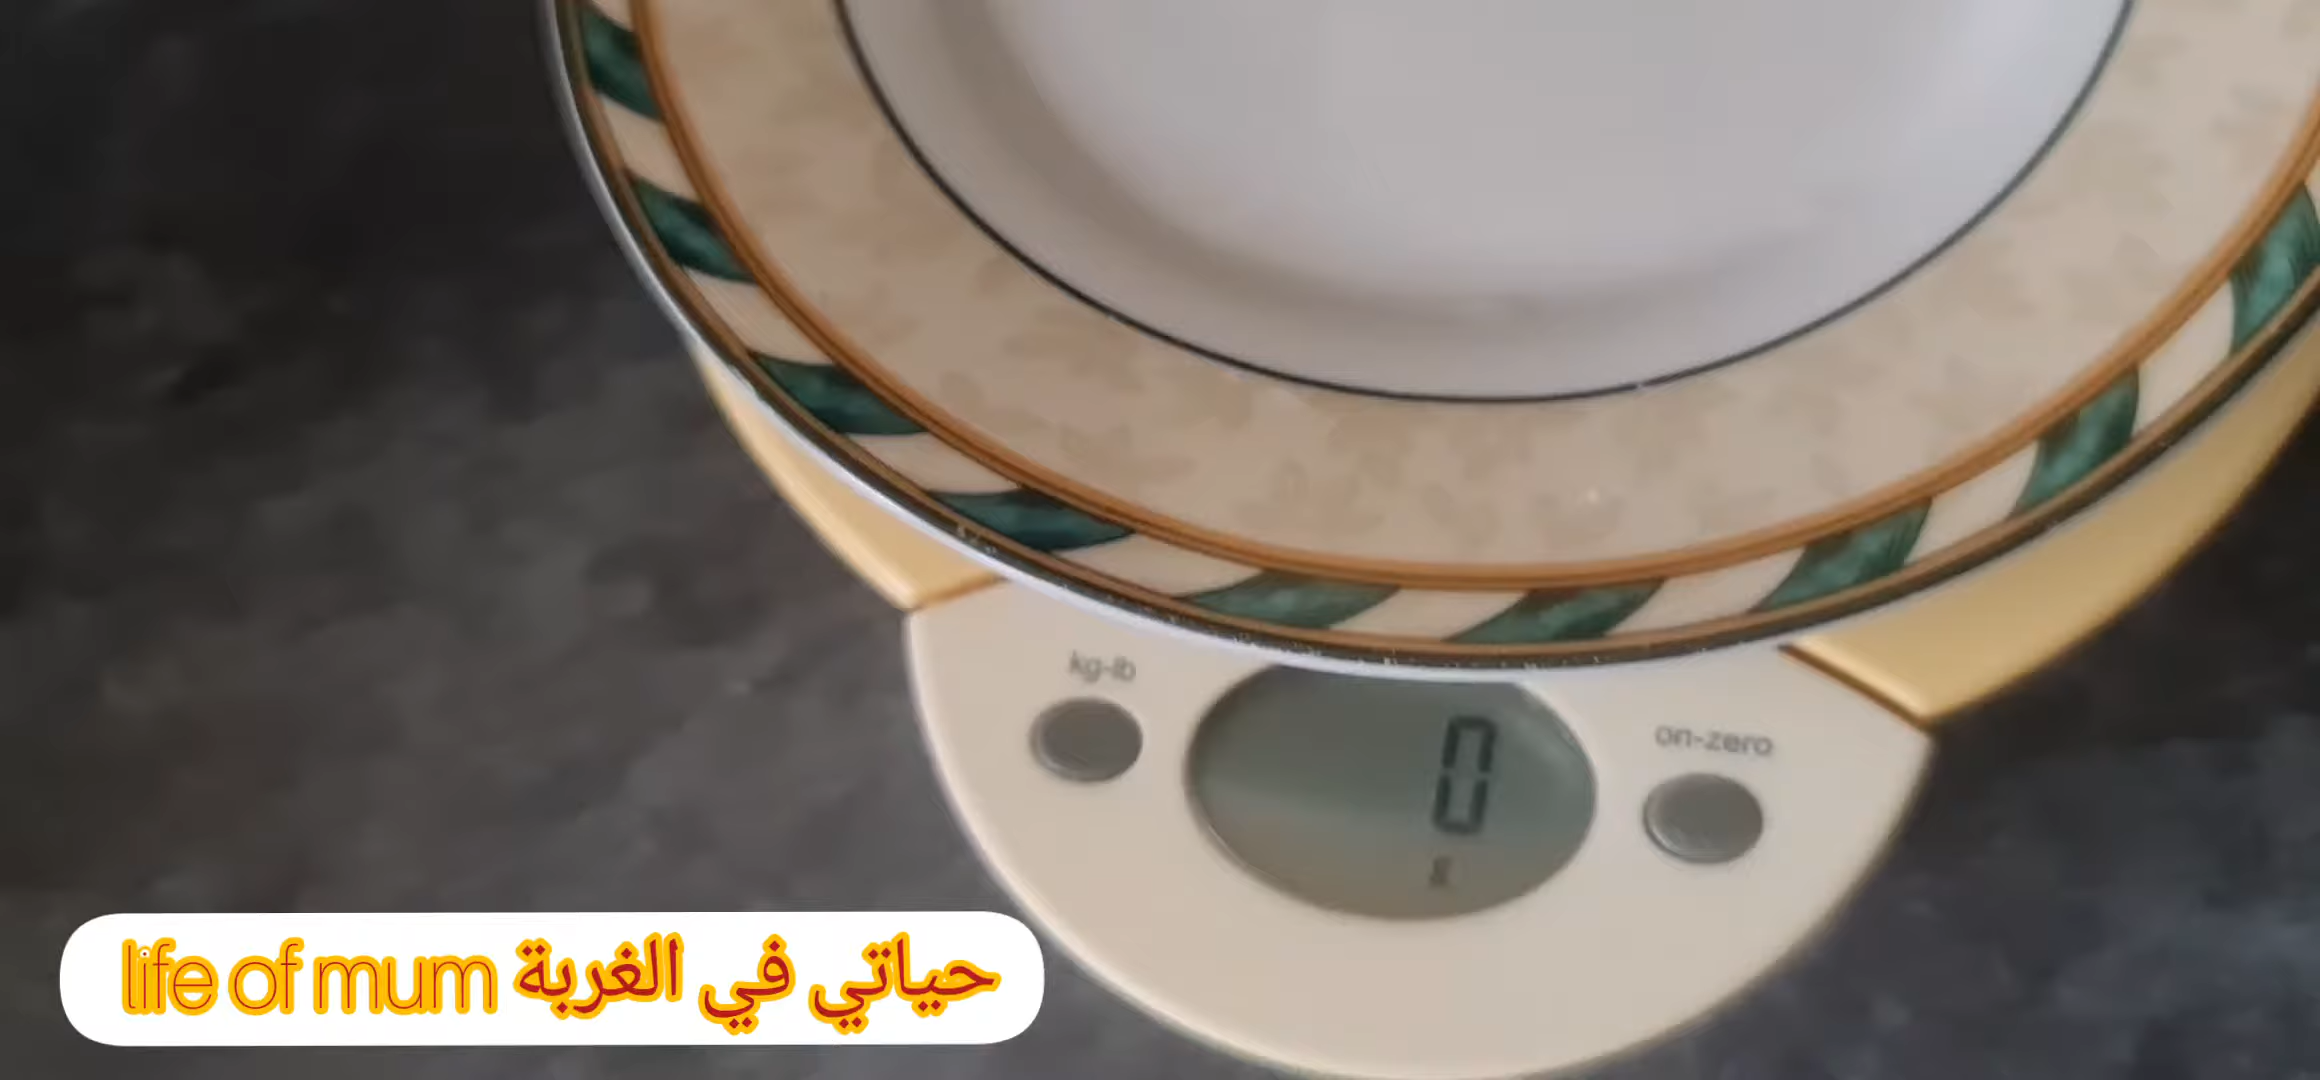 kg-lb
on-zero
0
g
life of mum حياتي في الغربة